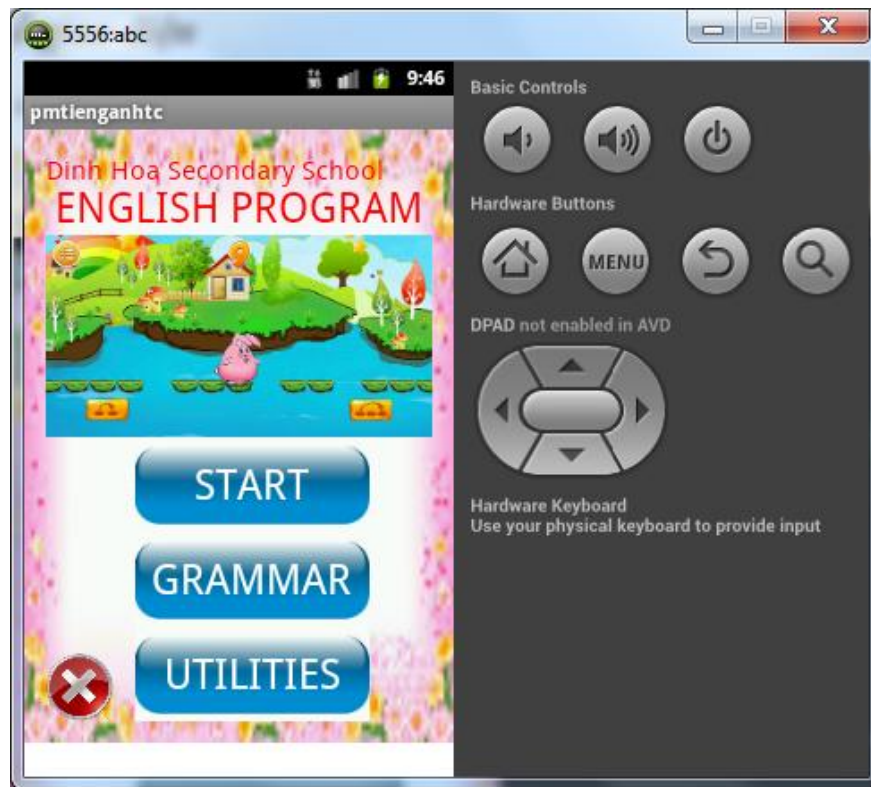 5556:abc
9:46
pmtienganhtc
Dinh Hoa Secondary School
ENGLISH PROGRAM
START
GRAMMAR
UTILITIES
Basic Controls
Hardware Buttons
MENU
DPAD not enabled in AVD
Hardware Keyboard
Use your physical keyboard to provide input